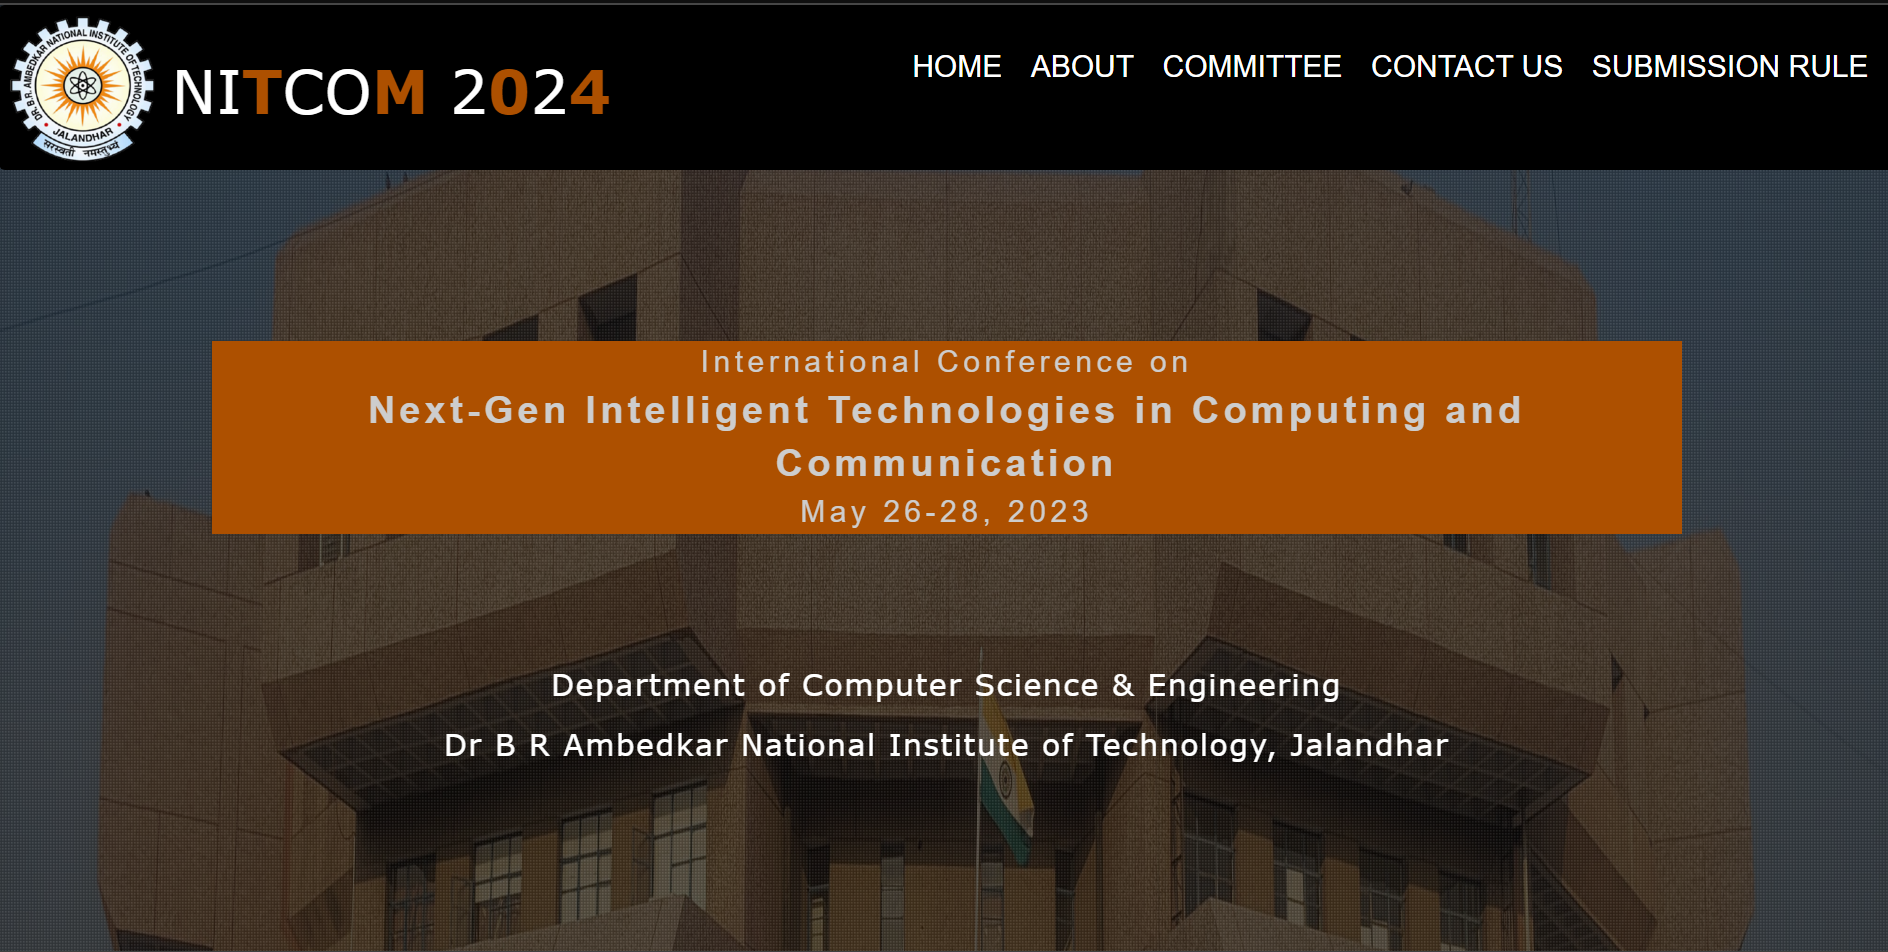 DR. B. R. AMBEDKAR NATIONAL INSTITUTE OF TECHNOLOGY
JALANDHAR
सरस्वती नमस्तुभ्यं
NITCOM 2024
HOME ABOUT COMMITTEE CONTACT US SUBMISSION RULE
International Conference on
Next-Gen Intelligent Technologies in Computing and
Communication
May 26-28, 2023
Department of Computer Science & Engineering
Dr B R Ambedkar National Institute of Technology, Jalandhar